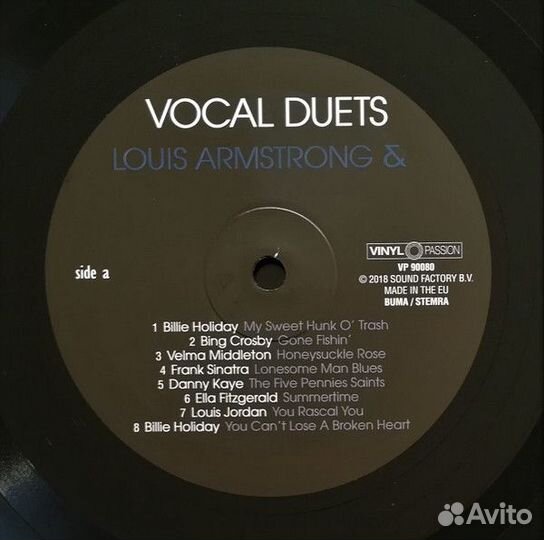 VOCAL DUETS
LOUIS ARMSTRONG &
side a
VINYL PASSION
VP 90080
© 2018 SOUND FACTORY B.V.
MADE IN THE EU
BUMA / STEMRA
1 Billie Holiday My Sweet Hunk O' Trash
2 Bing Crosby Gone Fishin'
3 Velma Middleton Honeysuckle Rose
4 Frank Sinatra Lonesome Man Blues
5 Danny Kaye The Five Pennies Saints
6 Ella Fitzgerald Summertime
7 Louis Jordan You Rascal You
8 Billie Holiday You Can't Lose A Broken Heart
Avito